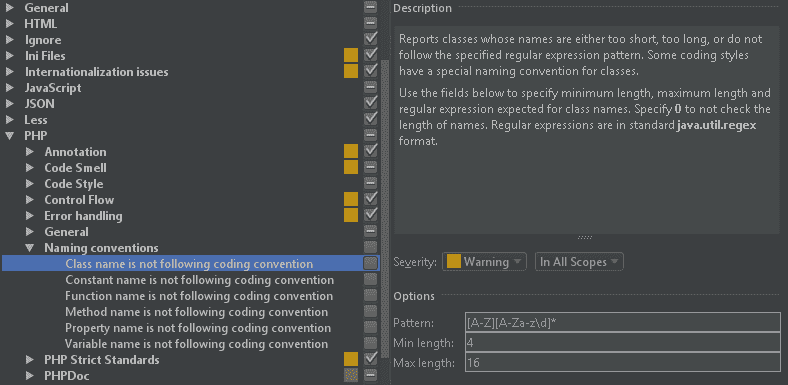 General
HTML
Ignore
Ini Files
Internationalization issues
JavaScript
JSON
Less
PHP
Annotation
Code Smell
Code Style
Control Flow
Error handling
General
Naming conventions
Class name is not following coding convention
Constant name is not following coding convention
Function name is not following coding convention
Method name is not following coding convention
Property name is not following coding convention
Variable name is not following coding convention
PHP Strict Standards
PHPDoc
Description
Reports classes whose names are either too short, too long, or do not
follow the specified regular expression pattern. Some coding styles
have a special naming convention for classes.
Use the fields below to specify minimum length, maximum length and
regular expression expected for class names. Specify 0 to not check the
length of names. Regular expressions are in standard java.util.regex
format.
Severity: Warning In All Scopes
Options
Pattern: [A-Z][A-Za-z\d]*
Min length: 4
Max length: 16